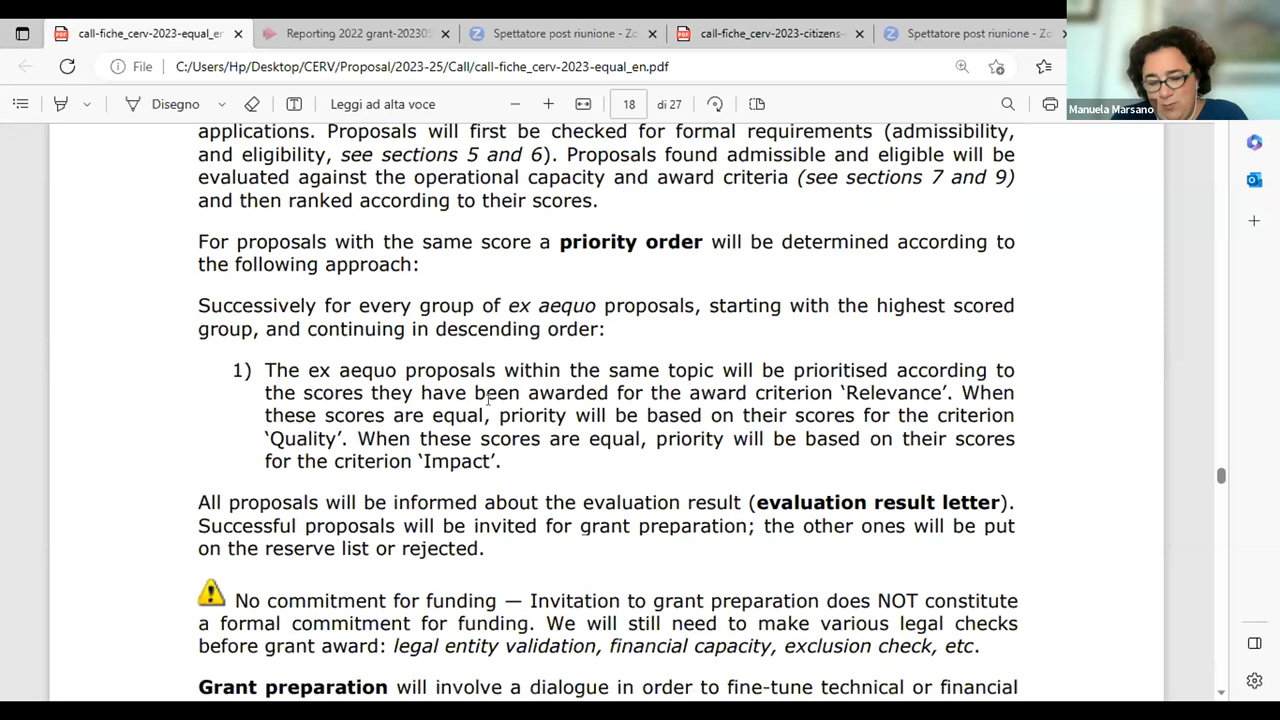 call-fiche_cerv-2023-equal_en
Reporting 2022 grant-20230
Spettatore post riunione - Zo
call-fiche_cerv-2023-citizens-
Spettatore post riunione - Zo
File
C:/Users/Hp/Desktop/CERV/Proposal/2023-25/Call/call-fiche_cerv-2023-equal_en.pdf
Disegno
Leggi ad alta voce
18
di 27
Manuela Marsano
applications. Proposals will first be checked for formal requirements (admissibility,
and eligibility, see sections 5 and 6). Proposals found admissible and eligible will be
evaluated against the operational capacity and award criteria (see sections 7 and 9)
and then ranked according to their scores.
For proposals with the same score a priority order will be determined according to
the following approach:
Successively for every group of ex aequo proposals, starting with the highest scored
group, and continuing in descending order:
1) The ex aequo proposals within the same topic will be prioritised according to
the scores they have been awarded for the award criterion ‘Relevance’. When
these scores are equal, priority will be based on their scores for the criterion
‘Quality’. When these scores are equal, priority will be based on their scores
for the criterion ‘Impact’.
All proposals will be informed about the evaluation result (evaluation result letter).
Successful proposals will be invited for grant preparation; the other ones will be put
on the reserve list or rejected.
No commitment for funding — Invitation to grant preparation does NOT constitute
a formal commitment for funding. We will still need to make various legal checks
before grant award: legal entity validation, financial capacity, exclusion check, etc.
Grant preparation will involve a dialogue in order to fine-tune technical or financial